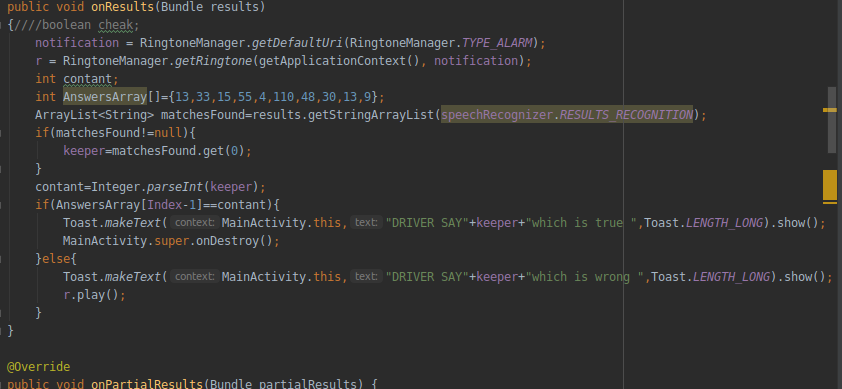 public void onResults(Bundle results)
{////boolean cheak;
notification = RingtoneManager.getDefaultUri(RingtoneManager.TYPE_ALARM);
r = RingtoneManager.getRingtone(getApplicationContext(), notification);
int contant;
int AnswersArray[]={13,33,15,55,4,110,48,30,13,9};
ArrayList<String> matchesFound=results.getStringArrayList(speechRecognizer.RESULTS_RECOGNITION);
if(matchesFound!=null){
keeper=matchesFound.get(0);
}
contant=Integer.parseInt(keeper);
if(AnswersArray[Index-1]==contant){
Toast.makeText( context: MainActivity.this, text: "DRIVER SAY"+keeper+"which is true ",Toast.LENGTH_LONG).show();
MainActivity.super.onDestroy();
}else{
Toast.makeText( context: MainActivity.this, text: "DRIVER SAY"+keeper+"which is wrong ",Toast.LENGTH_LONG).show();
r.play();
}
}
@Override
public void onPartialResults(Bundle partialResults) {